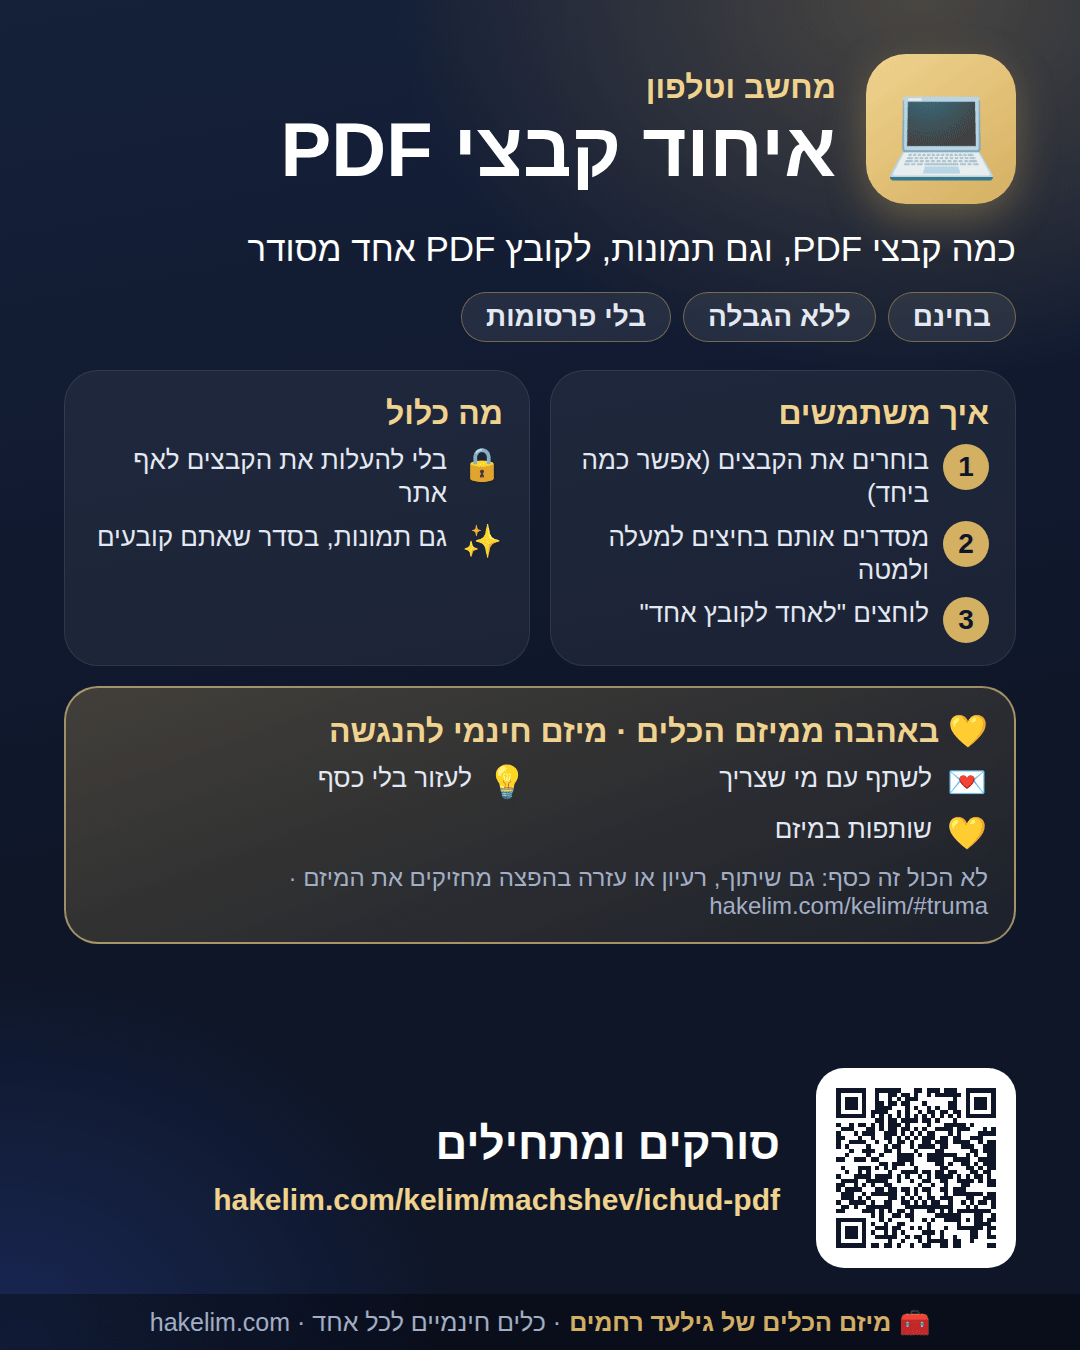 מחשב וטלפון
איחוד קבצי PDF
כמה קבצי PDF, וגם תמונות, לקובץ PDF אחד מסודר
בחינם
ללא הגבלה
בלי פרסומות
איך משתמשים
1 בוחרים את הקבצים (אפשר כמה
ביחד)
2 מסדרים אותם בחיצים למעלה
ולמטה
3 לוחצים "לאחד לקובץ אחד"
מה כלול
בלי להעלות את הקבצים לאף
אתר
גם תמונות, בסדר שאתם קובעים
באהבה ממיזם הכלים · מיזם חינמי להנגשה
לשתף עם מי שצריך
לעזור בלי כסף
שותפות במיזם
לא הכול זה כסף: גם שיתוף, רעיון או עזרה בהפצה מחזיקים את המיזם ·
hakelim.com/kelim/#truma
סורקים ומתחילים
hakelim.com/kelim/machshev/ichud-pdf
מיזם הכלים של גילעד רחמים · כלים חינמיים לכל אחד · hakelim.com